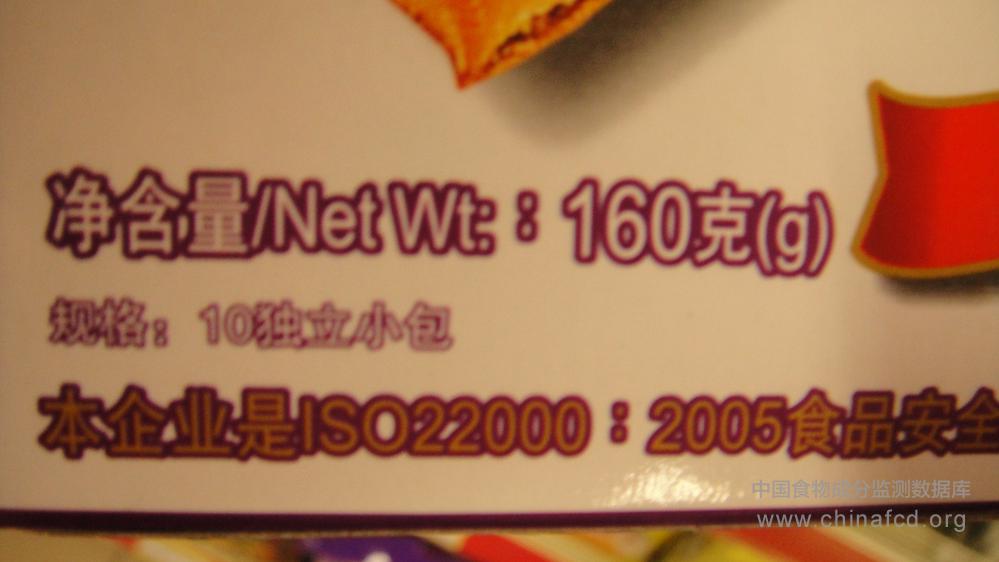 净含量/Net Wt:：160克(g)
规格：10独立小包
本企业是ISO22000：2005食品安全
中国食物成分监测数据库
www.chinafcd.org